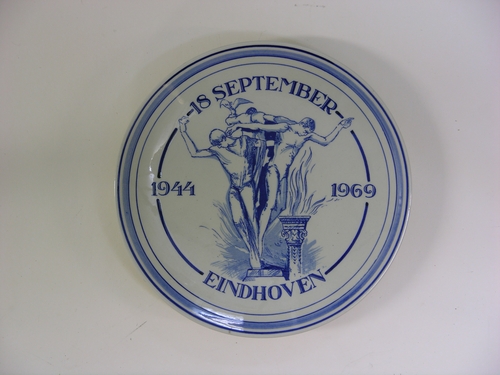 -18 SEPTEMBER-
1944
1969
EINDHOVEN